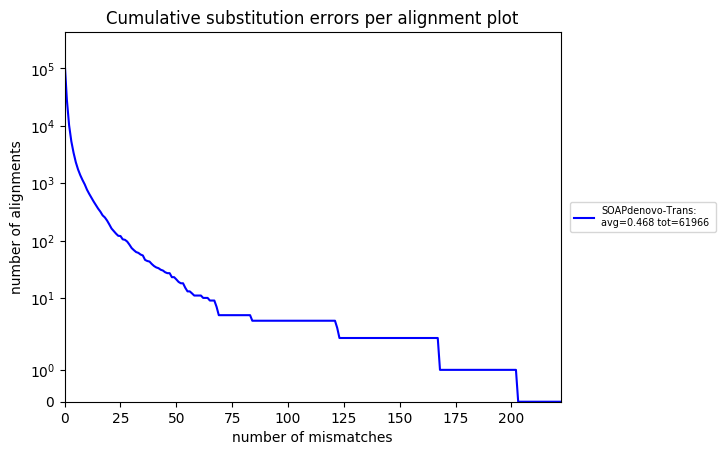 Cumulative substitution errors per alignment plot
number of alignments
10^5
10^4
10^3
10^2
10^1
10^0
0
0 25 50 75 100 125 150 175 200
number of mismatches
SOAPdenovo-Trans:
avg=0.468 tot=61966